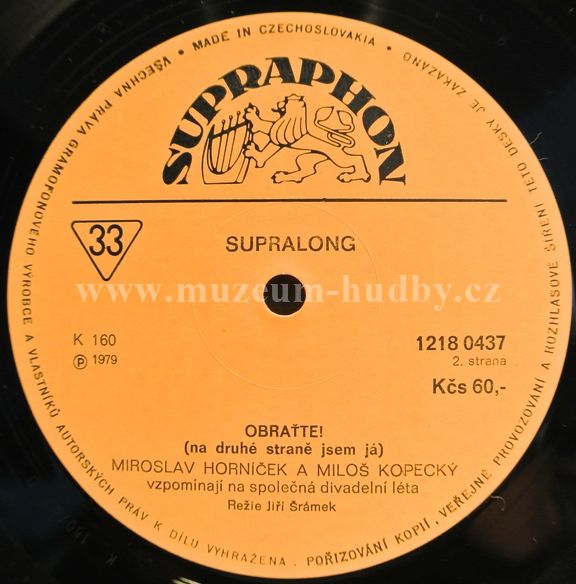 MADE IN CZECHOSLOVAKIA • VŠECHNA PRÁVA GRAMOFONOVÉHO VÝROBCE A VLASTNÍKŮ AUTORSKÝCH PRÁV K DÍLU VYHRAŽENA. POŘIZOVÁNÍ KOPIÍ, VEŘEJNÉ PROVOZOVÁNÍ A ROZHLASOVÉ ŠÍŘENÍ TÉTO DESKY JE ZAKÁZÁNO •
SUPRAPHON
33
SUPRALONG
www.muzeum-hudby.cz
K 160
1218 0437
Ⓟ 1979
2. strana
Kčs 60,-
OBRAŤTE!
(na druhé straně jsem já)
MIROSLAV HORNÍČEK A MILOŠ KOPECKÝ
vzpomínají na společná divadelní léta
Režie Jiří Šrámek
K 160